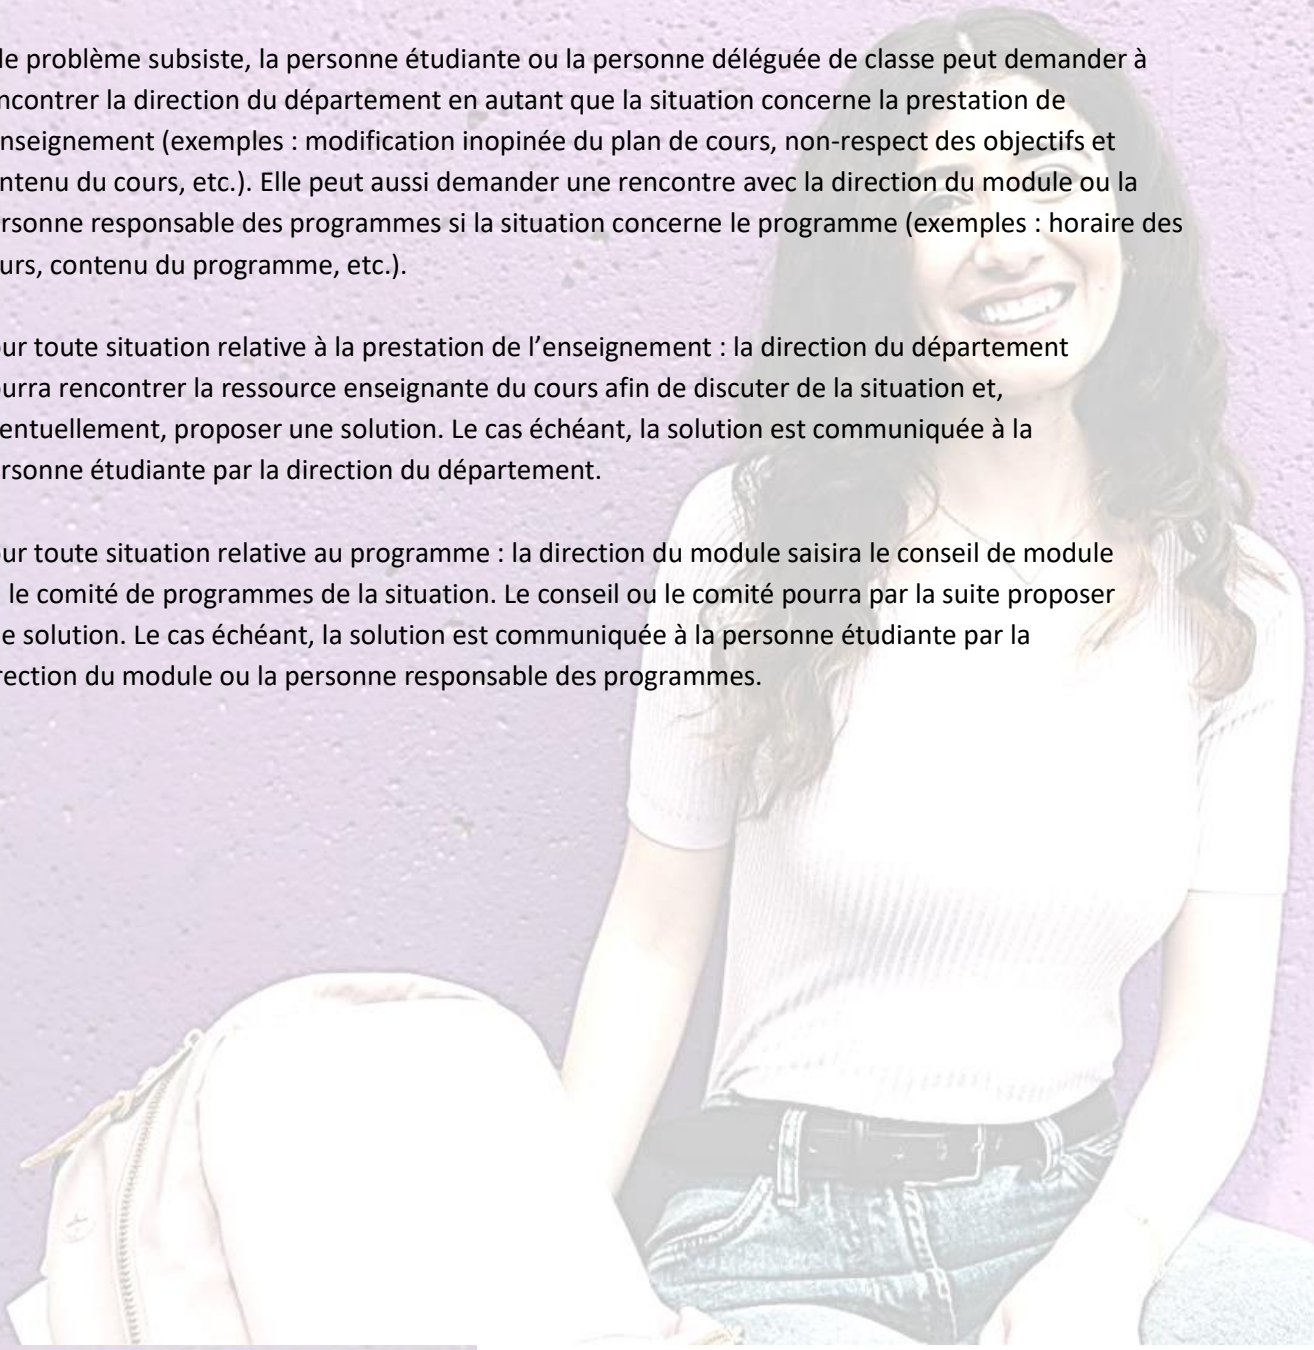 le problème subsiste, la personne étudiante ou la personne déléguée de classe peut demander à
ncontrer la direction du département en autant que la situation concerne la prestation de
nseignement (exemples : modification inopinée du plan de cours, non-respect des objectifs et
ntenu du cours, etc.). Elle peut aussi demander une rencontre avec la direction du module ou la
rsonne responsable des programmes si la situation concerne le programme (exemples : horaire des
urs, contenu du programme, etc.).
ur toute situation relative à la prestation de l’enseignement : la direction du département
urra rencontrer la ressource enseignante du cours afin de discuter de la situation et,
entuellement, proposer une solution. Le cas échéant, la solution est communiquée à la
rsonne étudiante par la direction du département.
ur toute situation relative au programme : la direction du module saisira le conseil de module
le comité de programmes de la situation. Le conseil ou le comité pourra par la suite proposer
e solution. Le cas échéant, la solution est communiquée à la personne étudiante par la
rection du module ou la personne responsable des programmes.